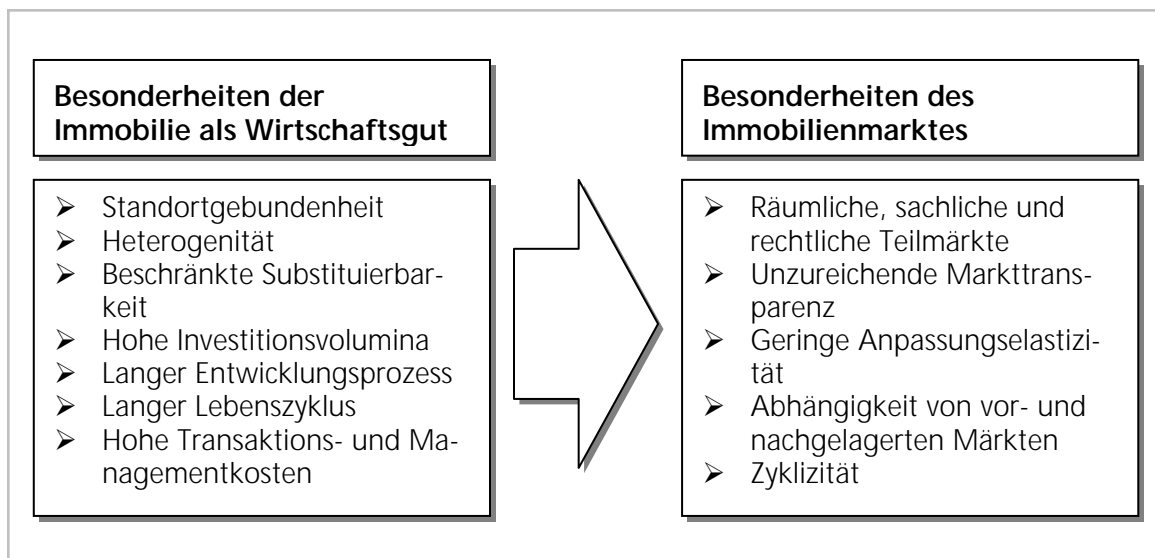 Besonderheiten der
Immobilie als Wirtschaftsgut
➢ Standortgebundenheit
➢ Heterogenität
➢ Beschränkte Substituierbar-
keit
➢ Hohe Investitionsvolumina
➢ Langer Entwicklungsprozess
➢ Langer Lebenszyklus
➢ Hohe Transaktions- und Ma-
nagementkosten
Besonderheiten des
Immobilienmarktes
➢ Räumliche, sachliche und
rechtliche Teilmärkte
➢ Unzureichende Markttrans-
parenz
➢ Geringe Anpassungselastizi-
tät
➢ Abhängigkeit von vor- und
nachgelagerten Märkten
➢ Zyklizität